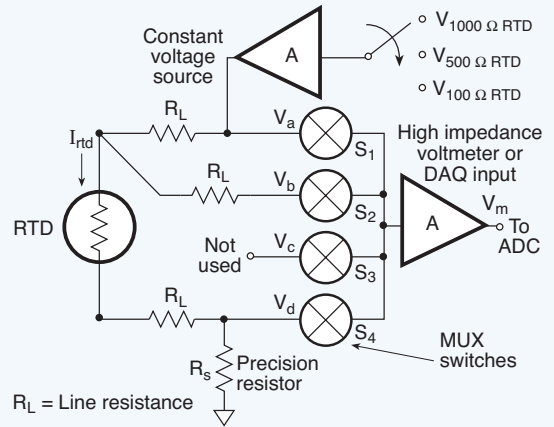 Constant
voltage
source
A
V1000 Ω RTD
V500 Ω RTD
V100 Ω RTD
Irtd
RL
Va
S1
High impedance
voltmeter or
DAQ input
RL
Vb
S2
A
Vm
To
ADC
RTD
Not
used
Vc
S3
RL
Vd
S4
MUX
switches
Rs
Precision
resistor
RL = Line resistance